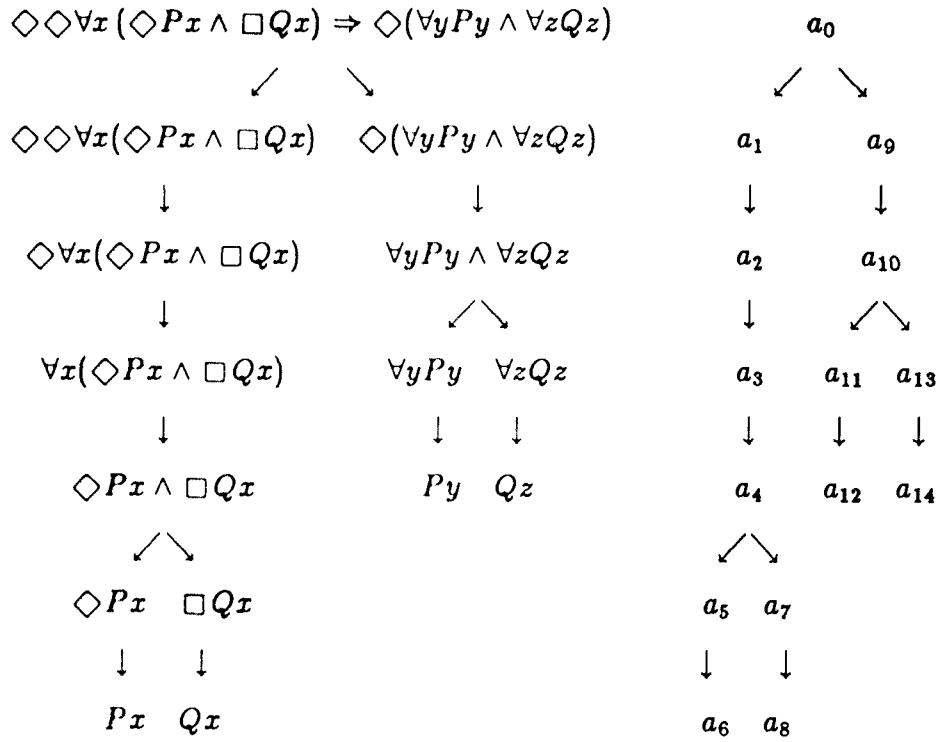 ◇◇∀x (◇Px ∧ □Qx) ⇒ ◇(∀yPy ∧ ∀zQz) a₀
↙ ↘ ↙ ↘
◇◇∀x(◇Px ∧ □Qx) ◇(∀yPy ∧ ∀zQz) a₁ a₉
↓ ↓ ↓ ↓
◇∀x(◇Px ∧ □Qx) ∀yPy ∧ ∀zQz a₂ a₁₀
↓ ↙ ↘ ↓ ↙ ↘
∀x(◇Px ∧ □Qx) ∀yPy ∀zQz a₃ a₁₁ a₁₃
↓ ↓ ↓ ↓ ↓ ↓
◇Px ∧ □Qx Py Qz a₄ a₁₂ a₁₄
↙ ↘ ↙ ↘
◇Px □Qx a₅ a₇
↓ ↓ ↓ ↓
Px Qx a₆ a₈